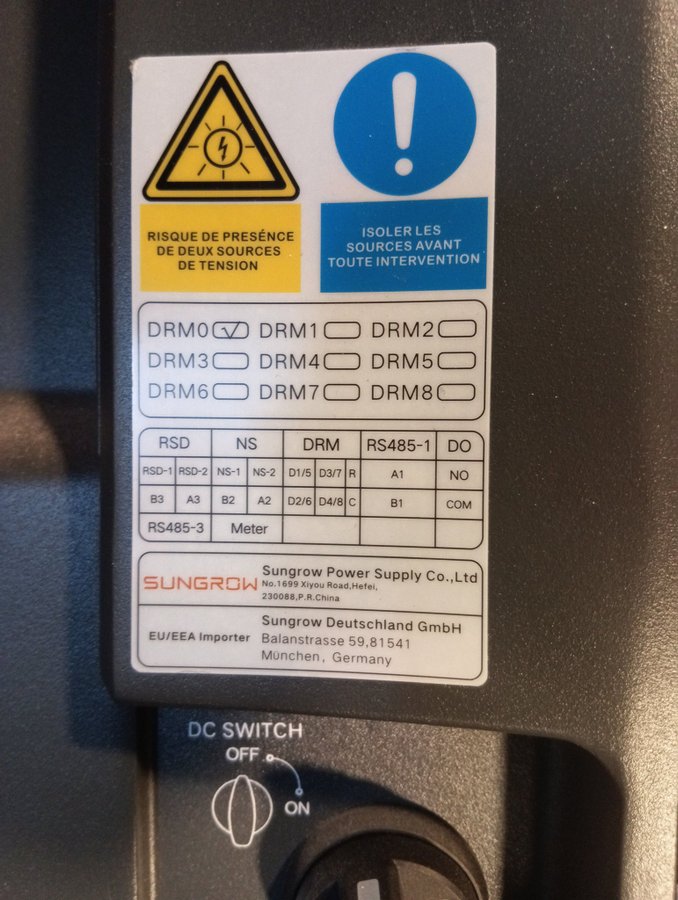 RISQUE DE PRESÉNCE
DE DEUX SOURCES
DE TENSION
ISOLER LES
SOURCES AVANT
TOUTE INTERVENTION
DRM0 DRM1 DRM2
DRM3 DRM4 DRM5
DRM6 DRM7 DRM8
RSD NS DRM RS485-1 DO
RSD-1 RSD-2 NS-1 NS-2 D1/5 D3/7 R A1 NO
B3 A3 B2 A2 D2/6 D4/8 C B1 COM
RS485-3 Meter
SUNGROW
Sungrow Power Supply Co.,Ltd
No.1699 Xiyou Road,Hefei,
230088,P.R.China
EU/EEA Importer
Sungrow Deutschland GmbH
Balanstrasse 59,81541
München, Germany
DC SWITCH
OFF
ON